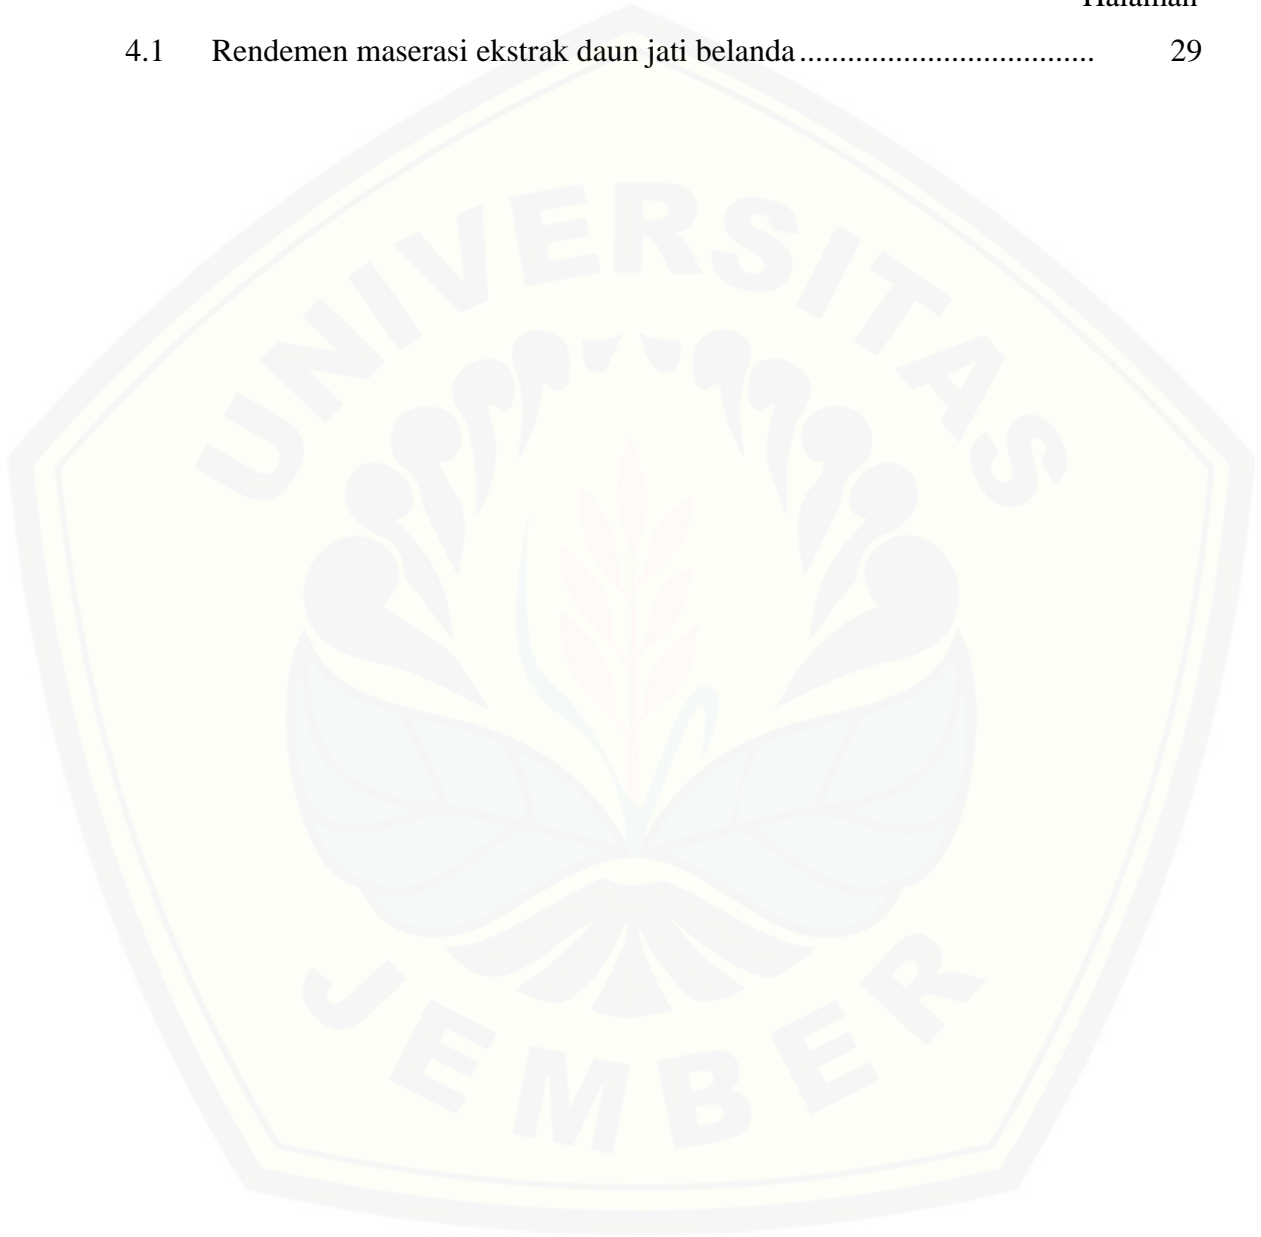 Halaman
4.1 Rendemen maserasi ekstrak daun jati belanda ..................................... 29
UNIVERSITAS
JEMBER